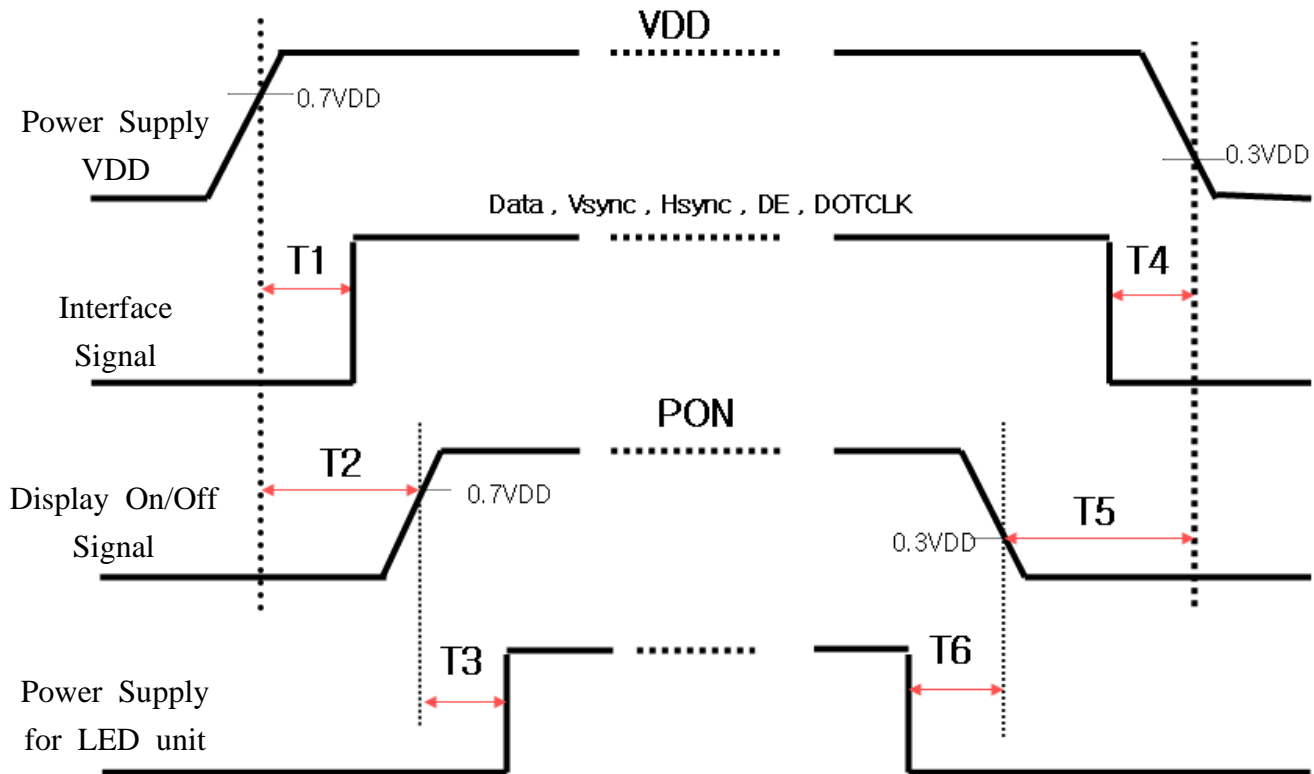 VDD
0.7VDD
Power Supply
VDD
0.3VDD
Data , Vsync , Hsync , DE , DOTCLK
T1
T4
Interface
Signal
PON
T2
0.7VDD
Display On/Off
Signal
0.3VDD
T5
T3
T6
Power Supply
for LED unit